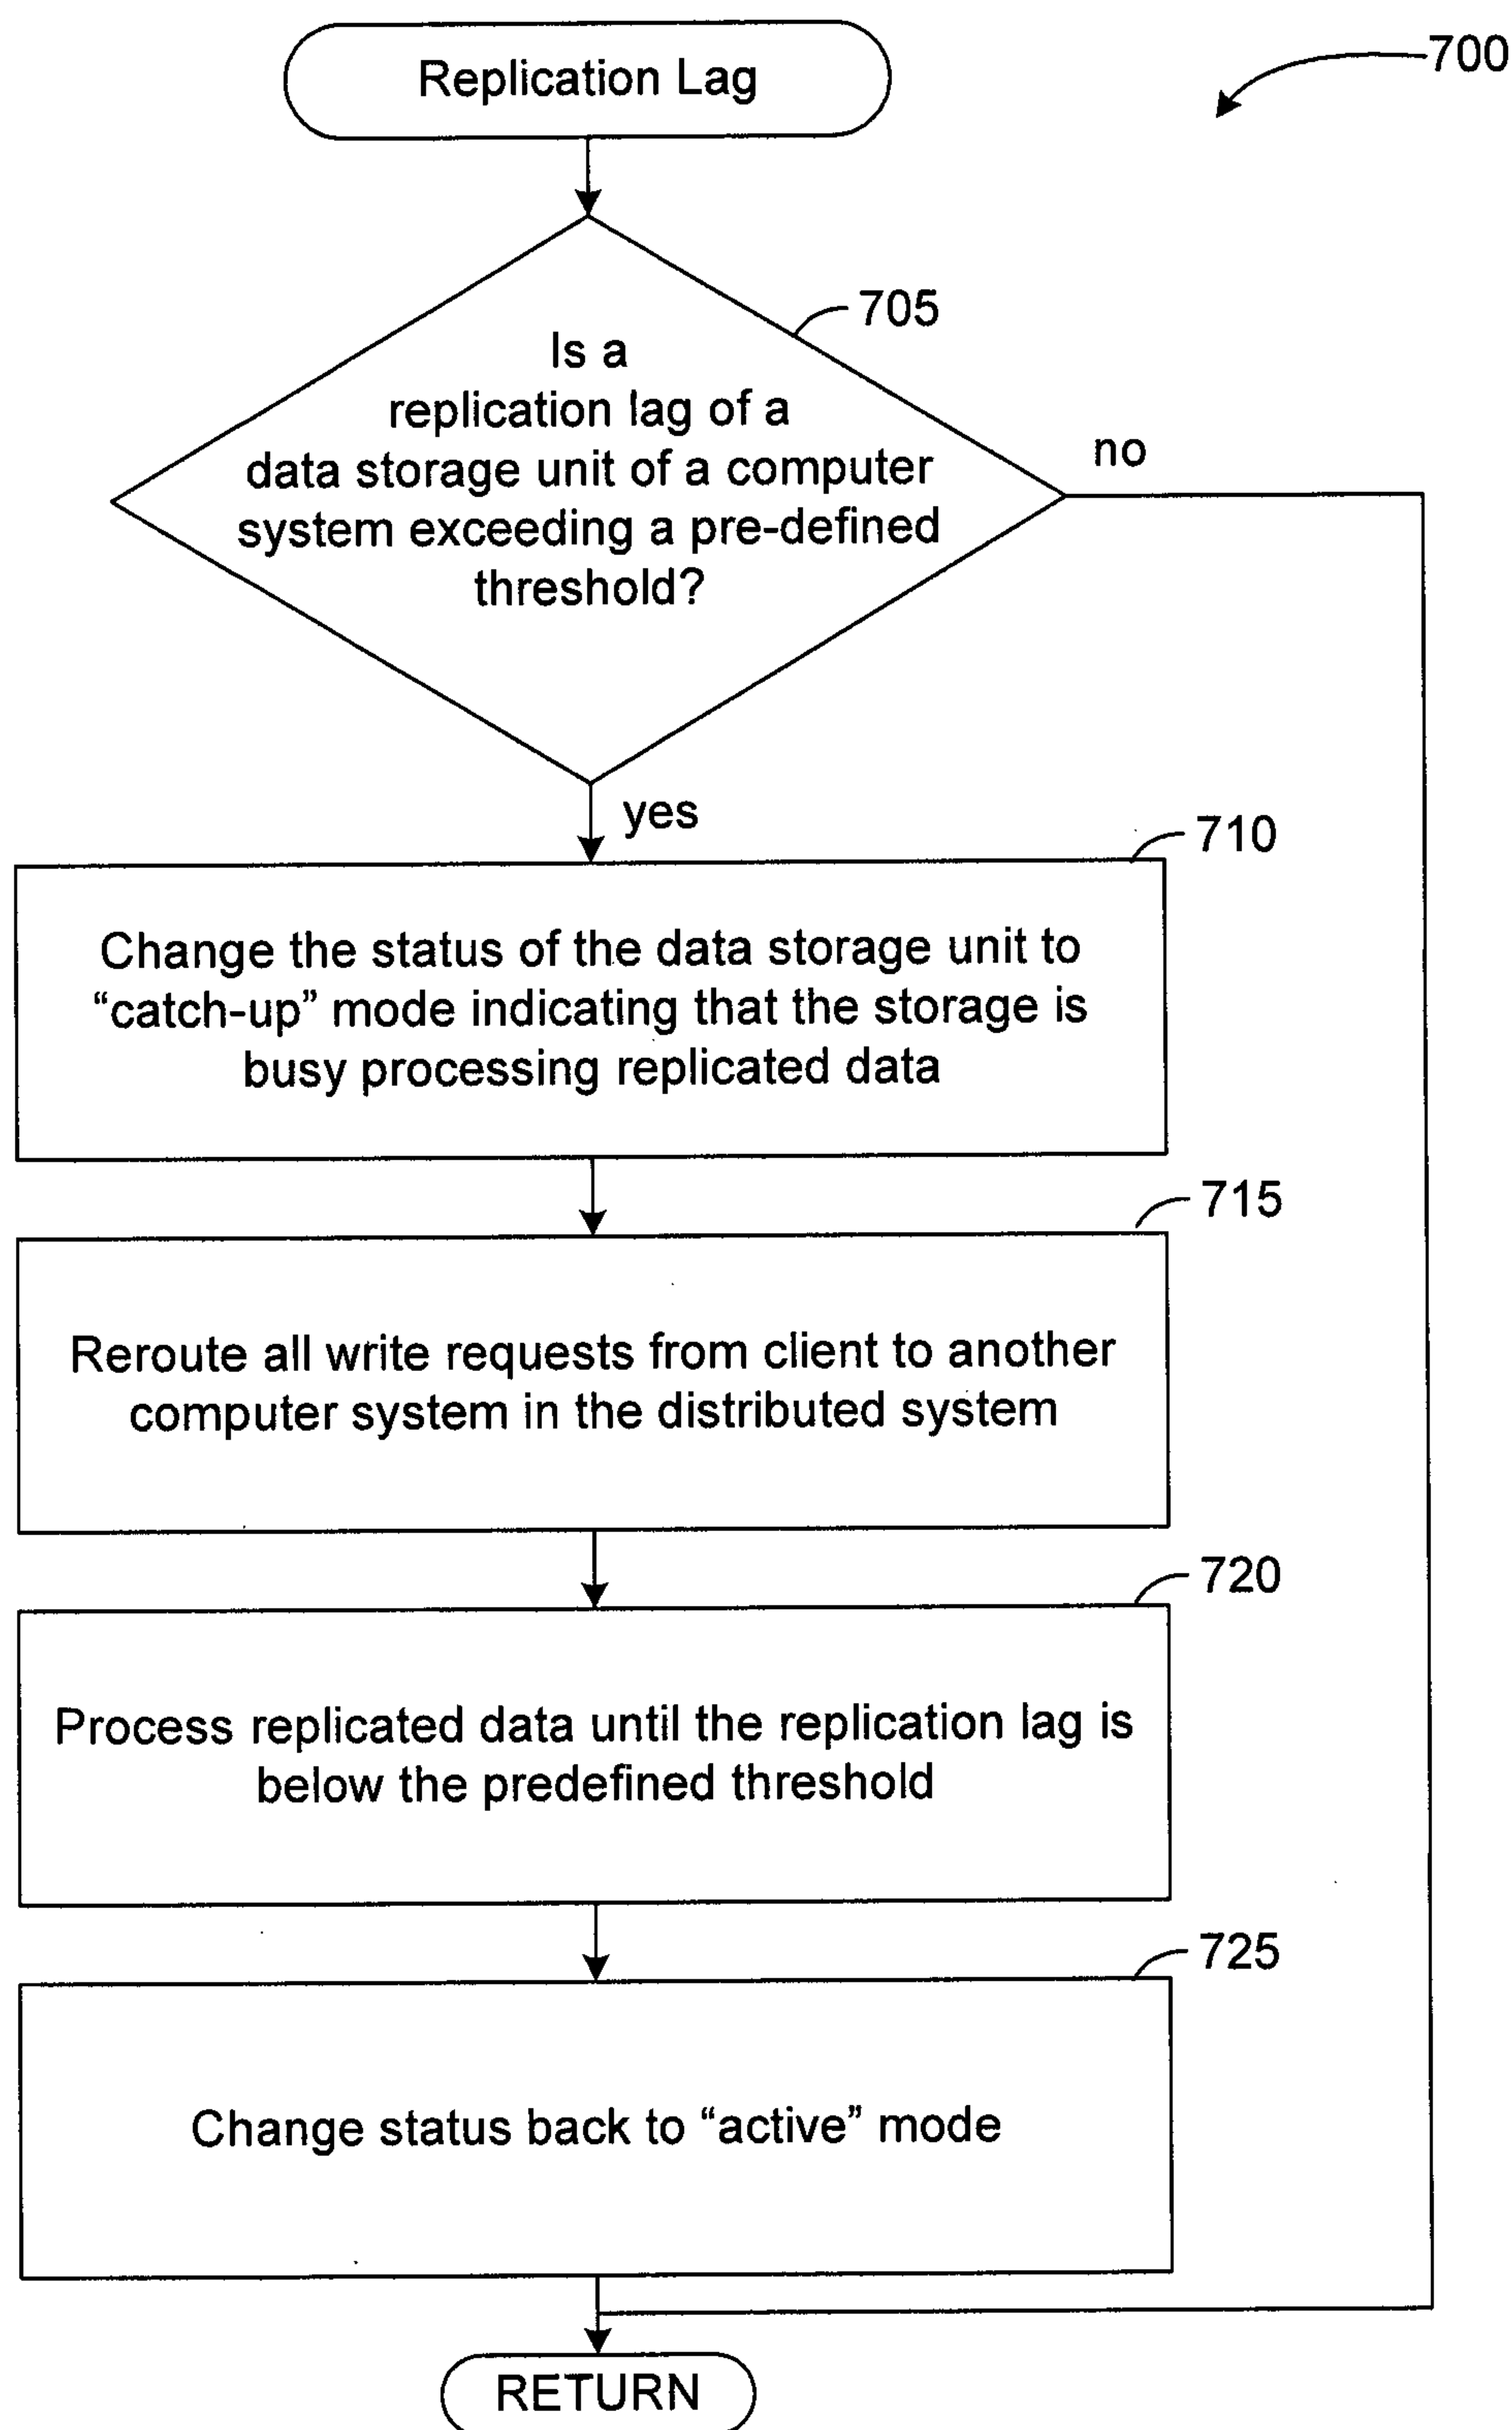 Replication Lag
700
705
Is a
replication lag of a
data storage unit of a computer
system exceeding a pre-defined
threshold?
no
yes
710
Change the status of the data storage unit to
“catch-up” mode indicating that the storage is
busy processing replicated data
715
Reroute all write requests from client to another
computer system in the distributed system
720
Process replicated data until the replication lag is
below the predefined threshold
725
Change status back to “active” mode
RETURN